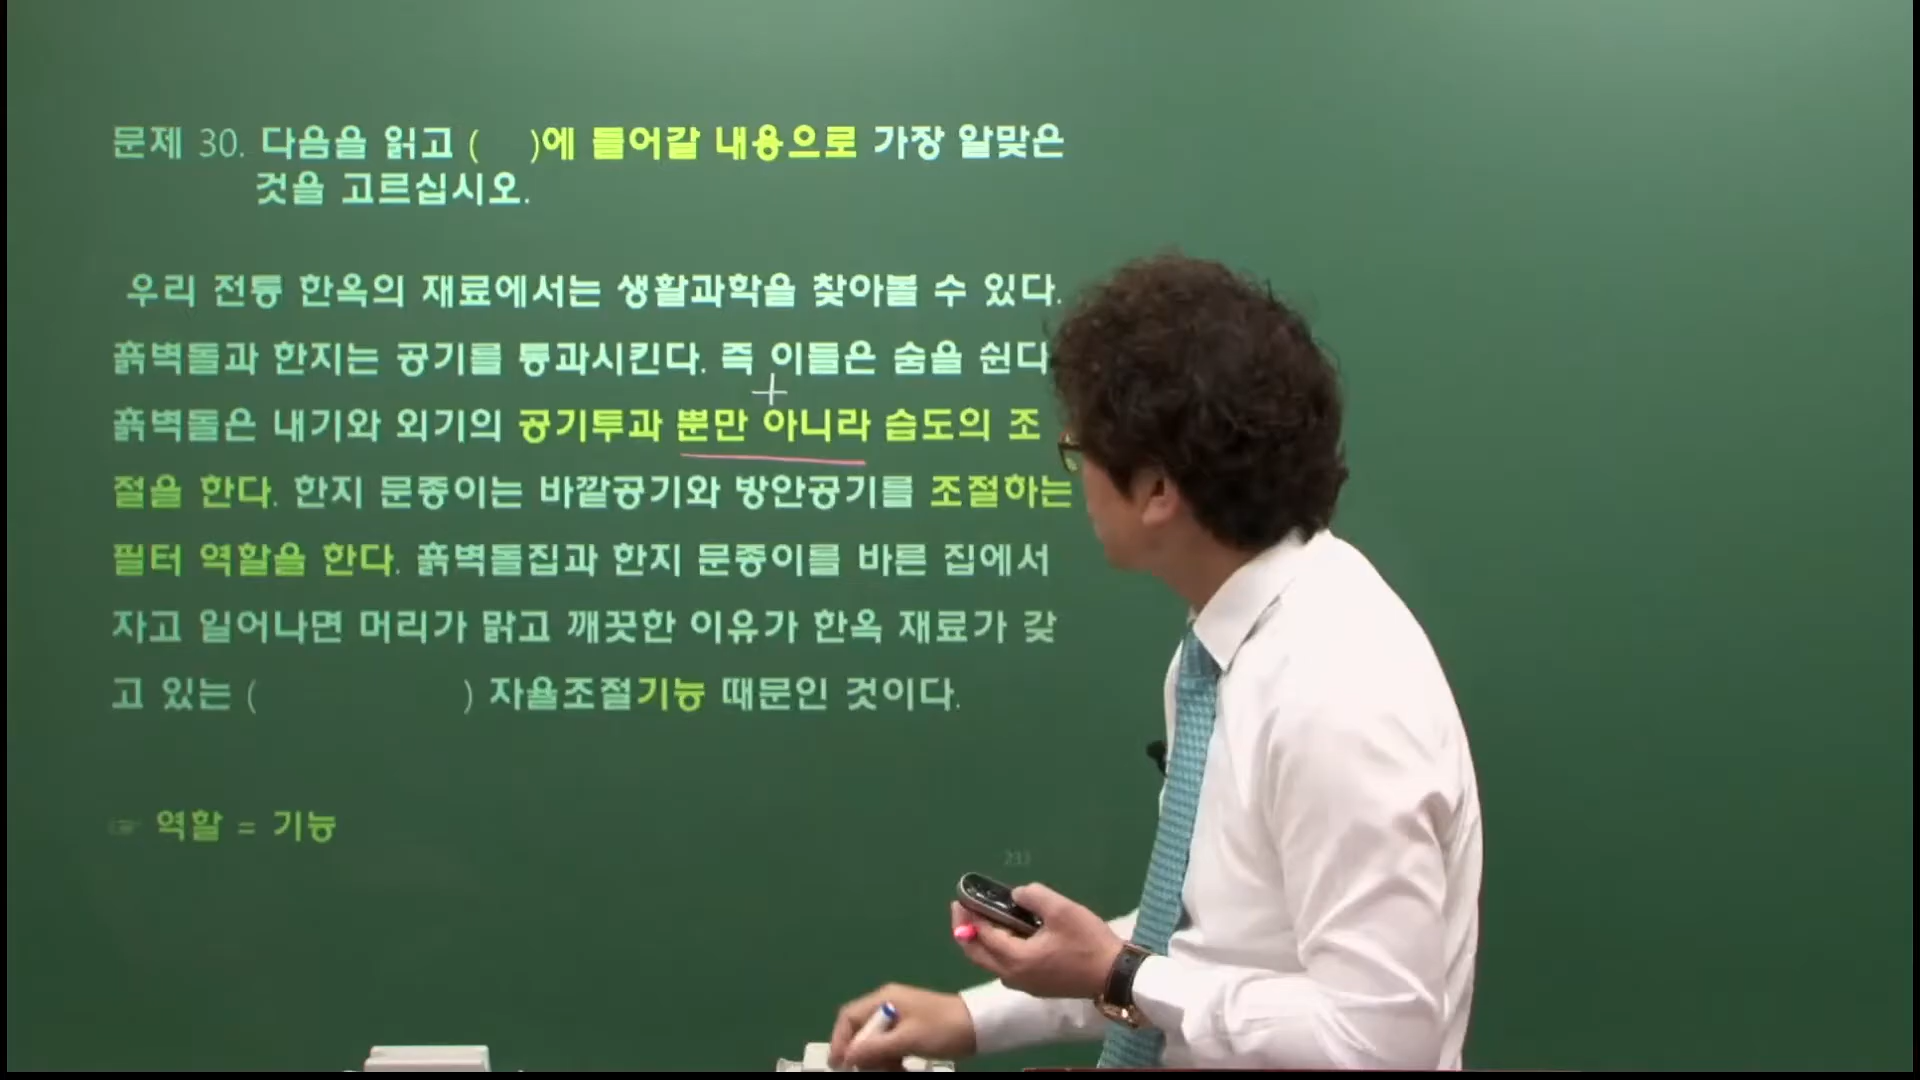 문제 30. 다음을 읽고 (    )에 들어갈 내용으로 가장 알맞은
것을 고르십시오.
우리 전통 한옥의 재료에서는 생활과학을 찾아볼 수 있다.
흙벽돌과 한지는 공기를 통과시킨다. 즉 이들은 숨을 쉰다
흙벽돌은 내기와 외기의 공기투과 뿐만 아니라 습도의 조
절을 한다. 한지 문종이는 바깥공기와 방안공기를 조절하는
필터 역할을 한다. 흙벽돌집과 한지 문종이를 바른 집에서
자고 일어나면 머리가 맑고 깨끗한 이유가 한옥 재료가 갖
고 있는 (            ) 자율조절기능 때문인 것이다.
☞ 역할 = 기능
233